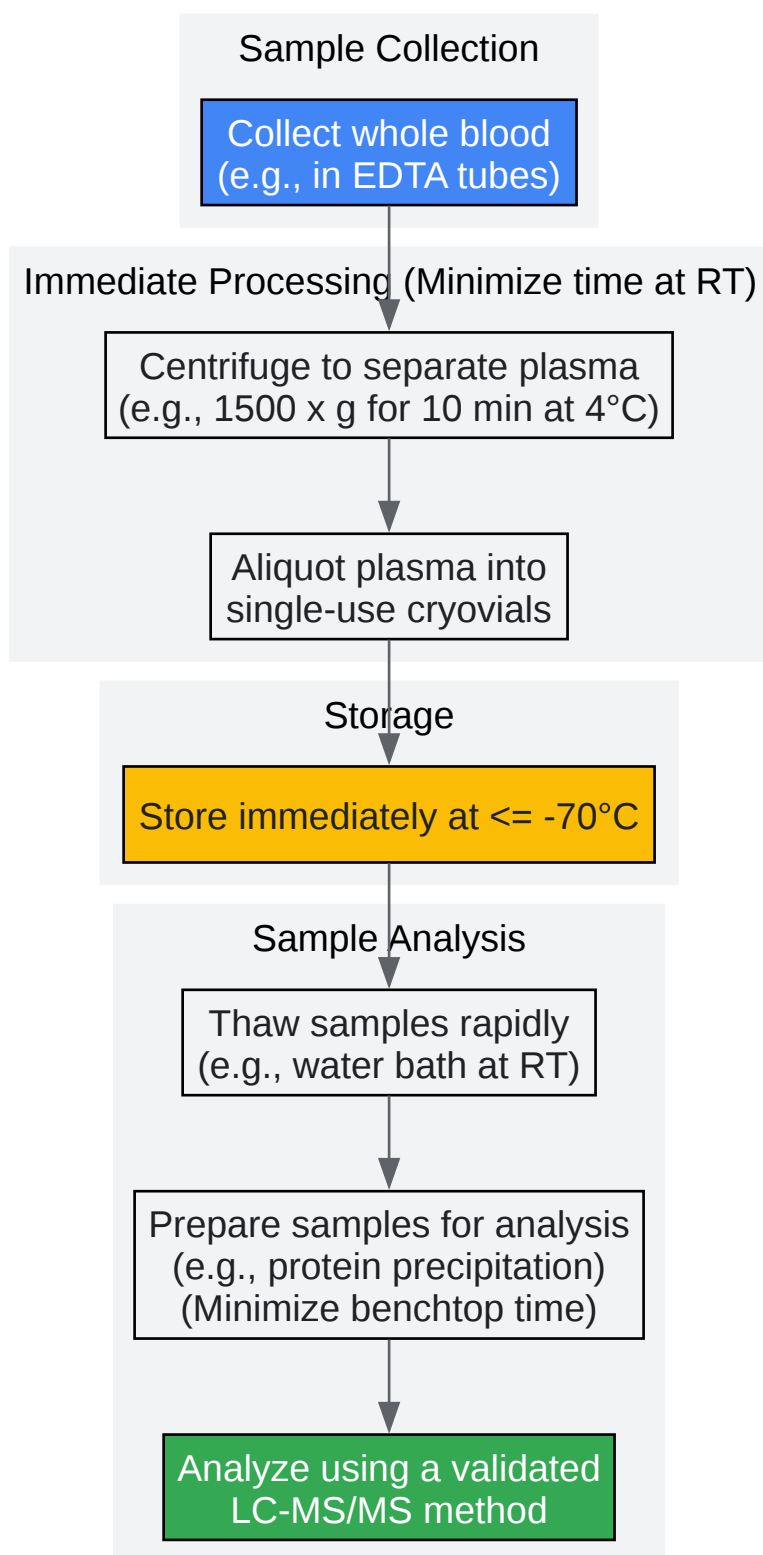 Sample Collection
Collect whole blood
(e.g., in EDTA tubes)
Immediate Processing (Minimize time at RT)
Centrifuge to separate plasma
(e.g., 1500 x g for 10 min at 4°C)
Aliquot plasma into
single-use cryovials
Storage
Store immediately at <= -70°C
Sample Analysis
Thaw samples rapidly
(e.g., water bath at RT)
Prepare samples for analysis
(e.g., protein precipitation)
(Minimize benchtop time)
Analyze using a validated
LC-MS/MS method